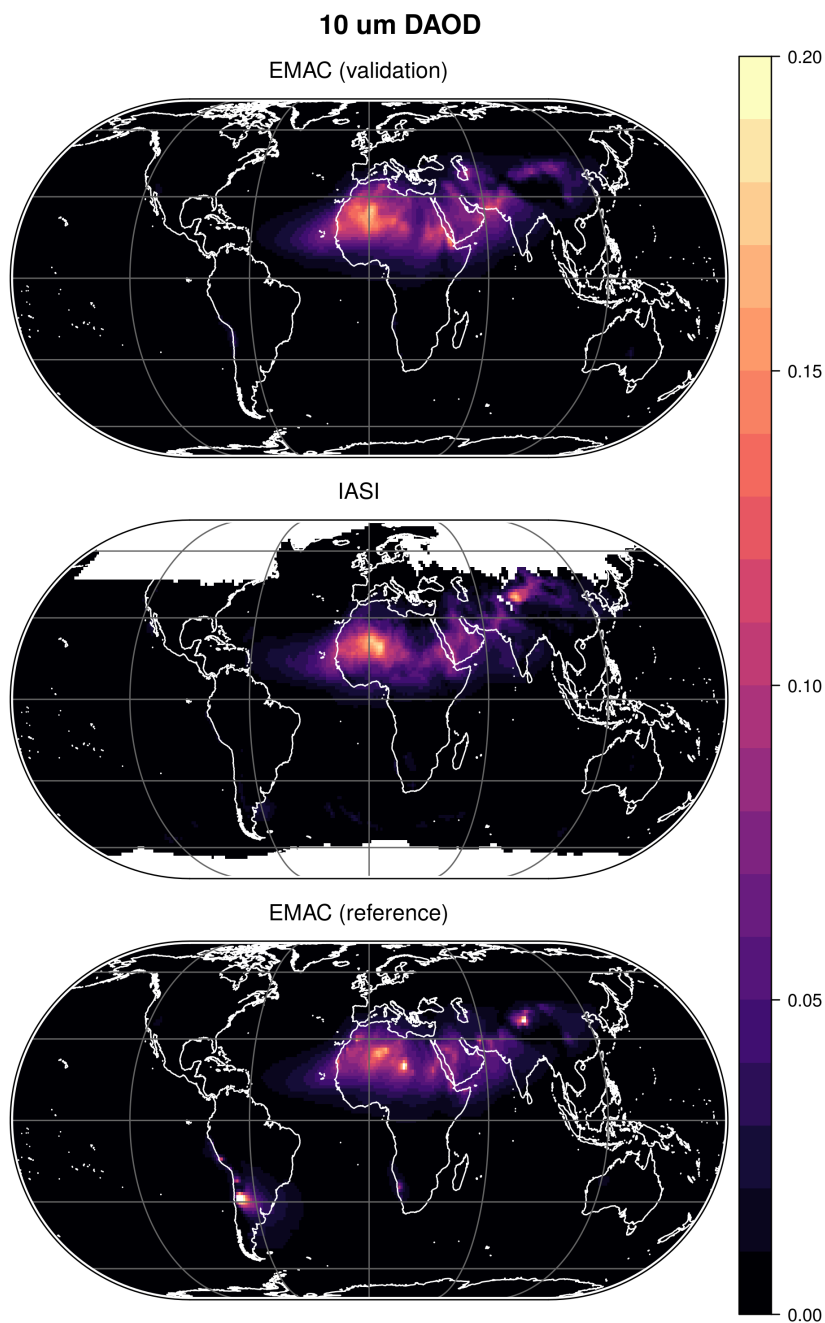 10 um DAOD
EMAC (validation)
0.20
0.15
IASI
0.10
EMAC (reference)
0.05
0.00